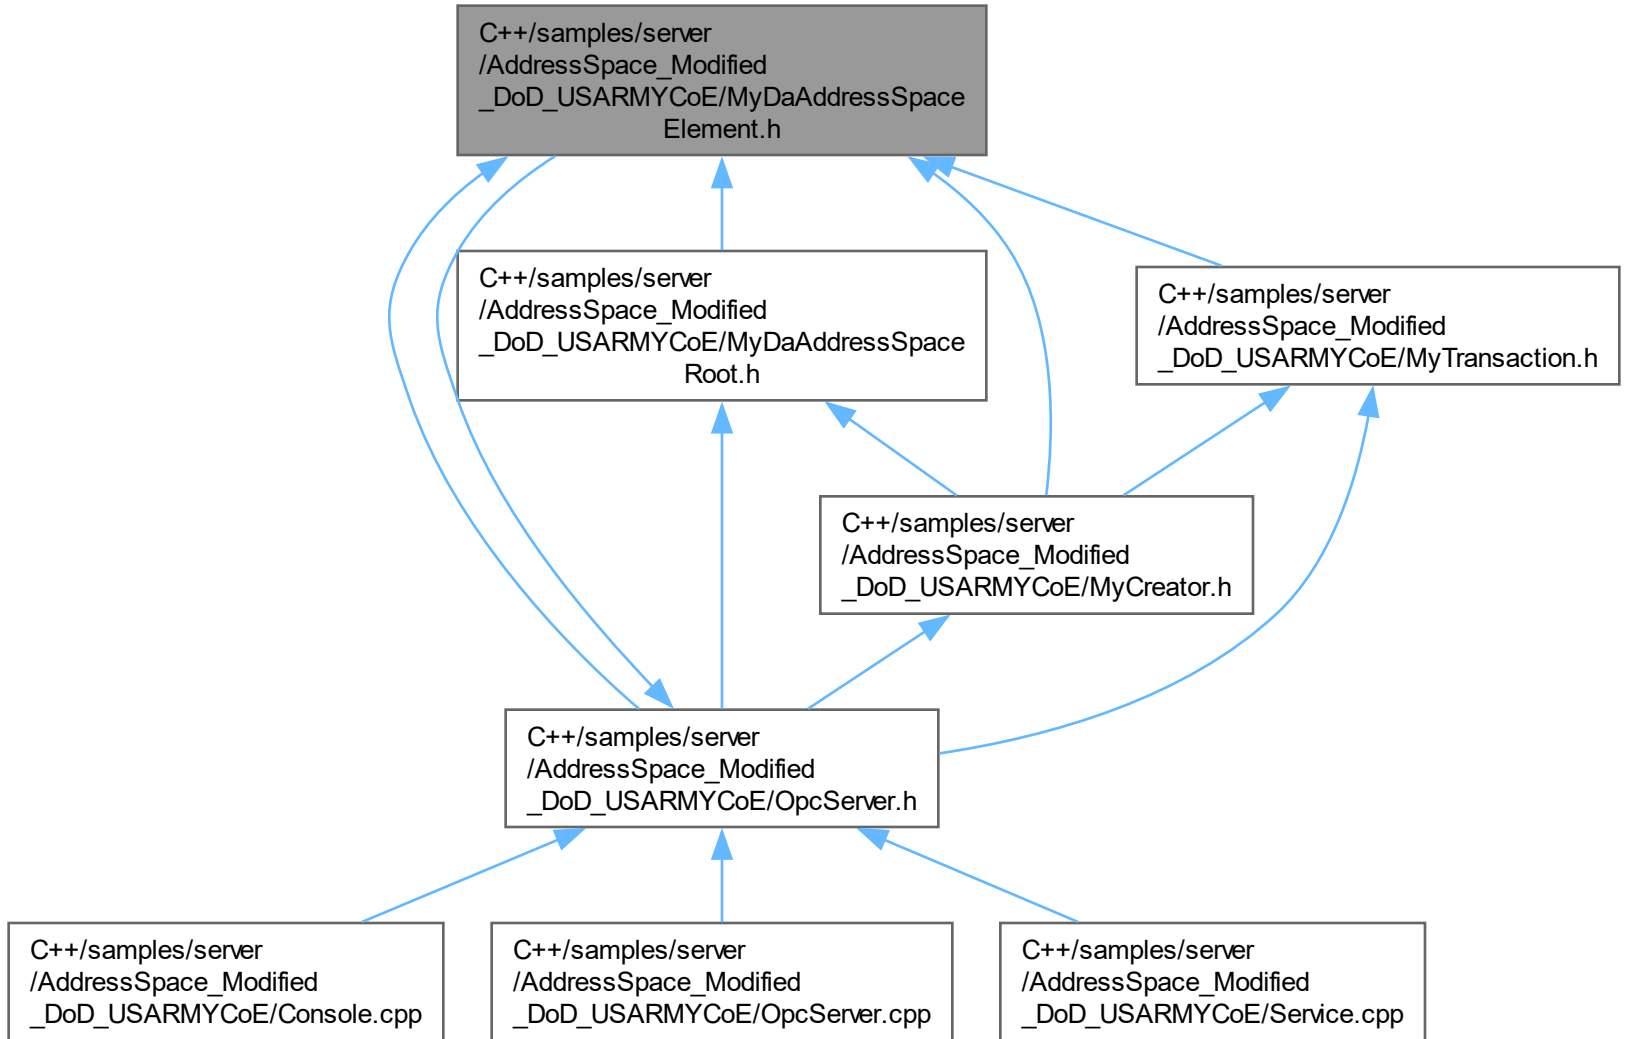 C++/samples/server
/AddressSpace_Modified
_DoD_USARMYCoE/MyDaAddressSpace
Element.h
C++/samples/server
/AddressSpace_Modified
_DoD_USARMYCoE/MyDaAddressSpace
Root.h
C++/samples/server
/AddressSpace_Modified
_DoD_USARMYCoE/MyTransaction.h
C++/samples/server
/AddressSpace_Modified
_DoD_USARMYCoE/MyCreator.h
C++/samples/server
/AddressSpace_Modified
_DoD_USARMYCoE/OpcServer.h
C++/samples/server
/AddressSpace_Modified
_DoD_USARMYCoE/Console.cpp
C++/samples/server
/AddressSpace_Modified
_DoD_USARMYCoE/OpcServer.cpp
C++/samples/server
/AddressSpace_Modified
_DoD_USARMYCoE/Service.cpp